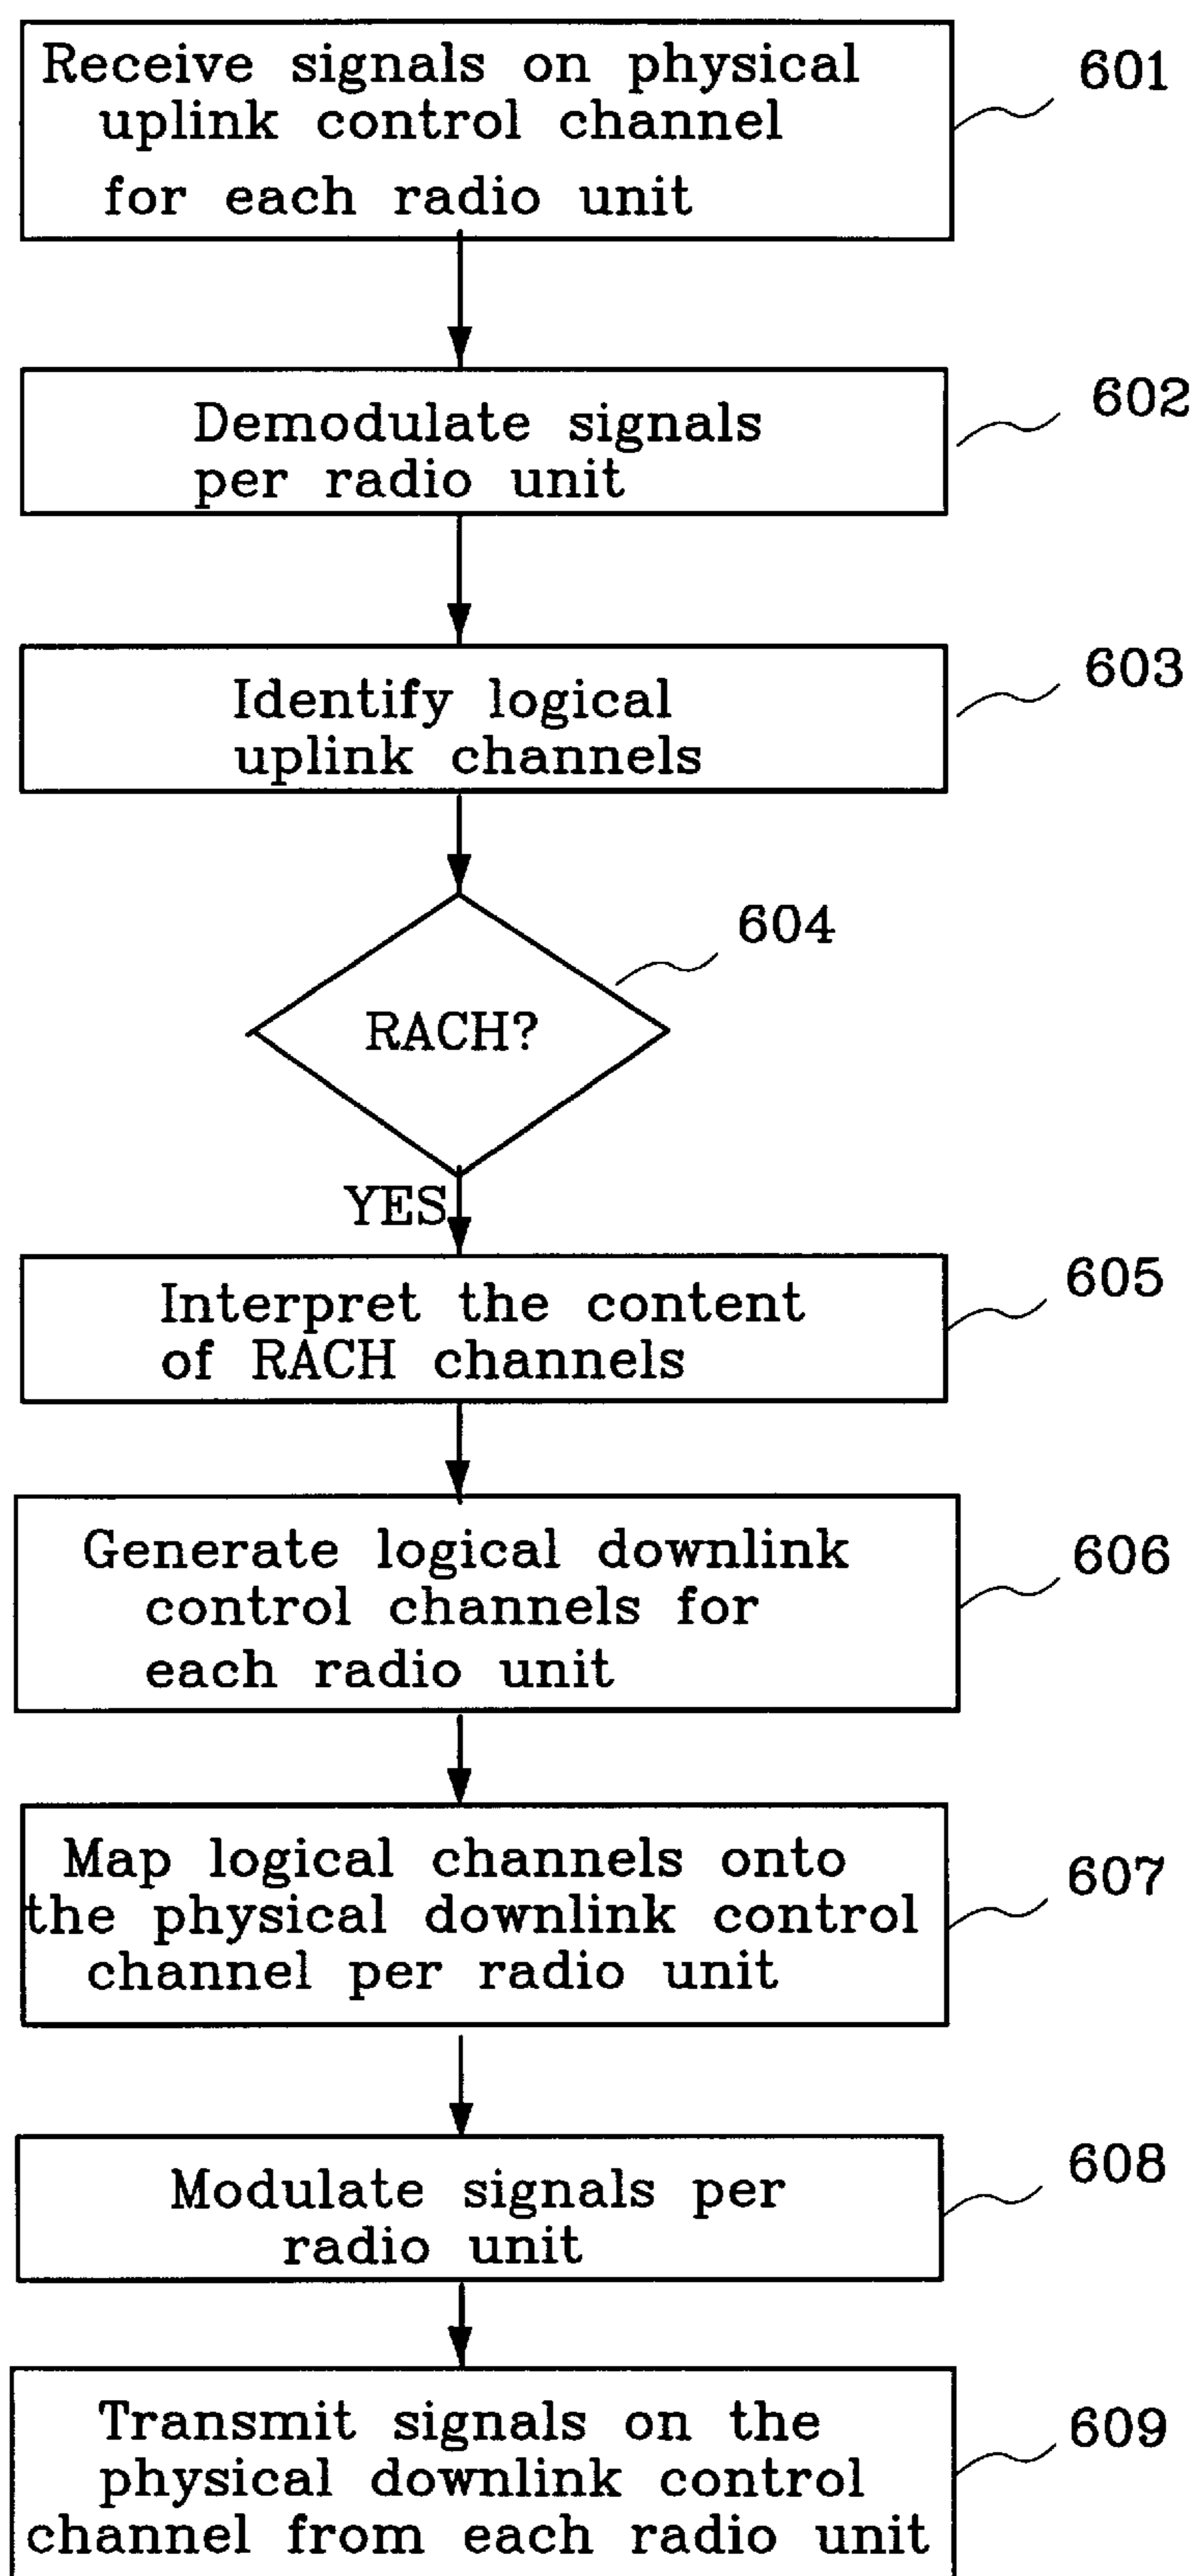 Receive signals on physical
uplink control channel
for each radio unit
601
Demodulate signals
per radio unit
602
Identify logical
uplink channels
603
604
RACH?
YES
Interpret the content
of RACH channels
605
Generate logical downlink
control channels for
each radio unit
606
Map logical channels onto
the physical downlink control
channel per radio unit
607
Modulate signals per
radio unit
608
Transmit signals on the
physical downlink control
channel from each radio unit
609